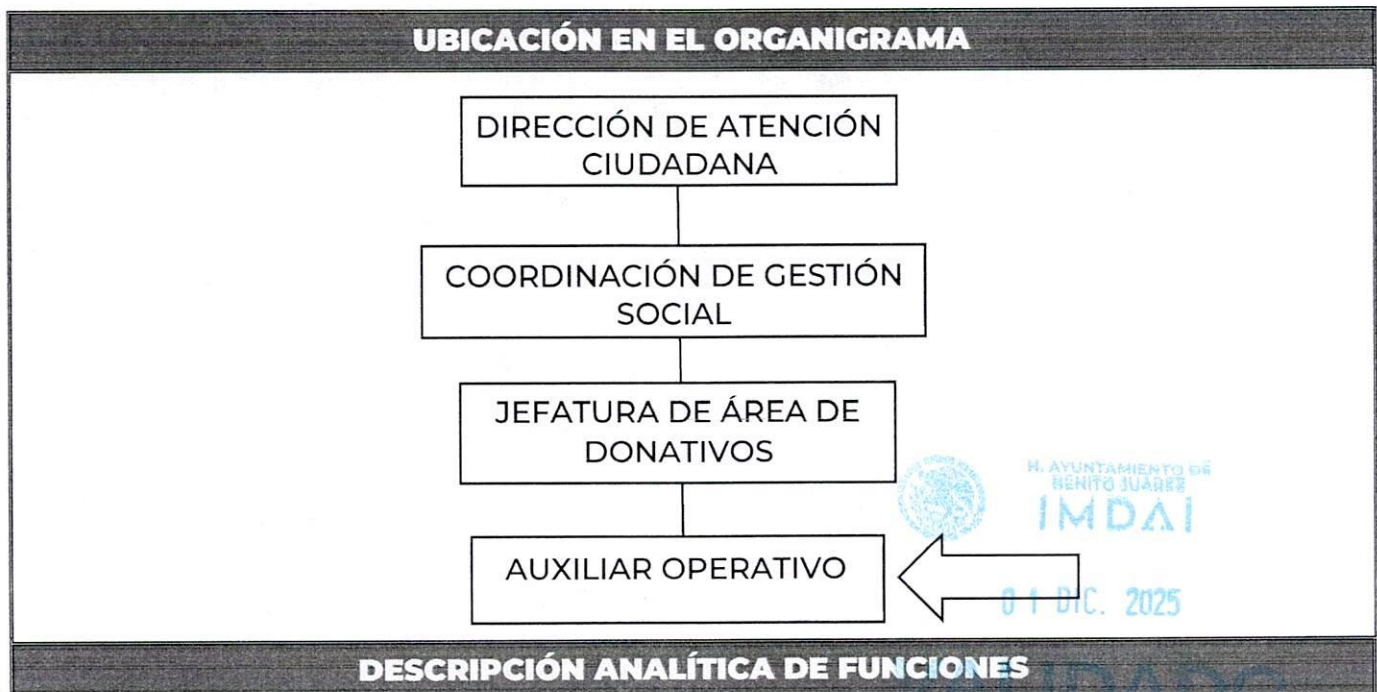 UBICACIÓN EN EL ORGANIGRAMA
DIRECCIÓN DE ATENCIÓN
CIUDADANA
COORDINACIÓN DE GESTIÓN
SOCIAL
JEFATURA DE ÁREA DE
DONATIVOS
H. AYUNTAMIENTO DE
BENITO JUÁREZ
IMDAI
AUXILIAR OPERATIVO
01 DIC. 2025
DESCRIPCIÓN ANALÍTICA DE FUNCIONES